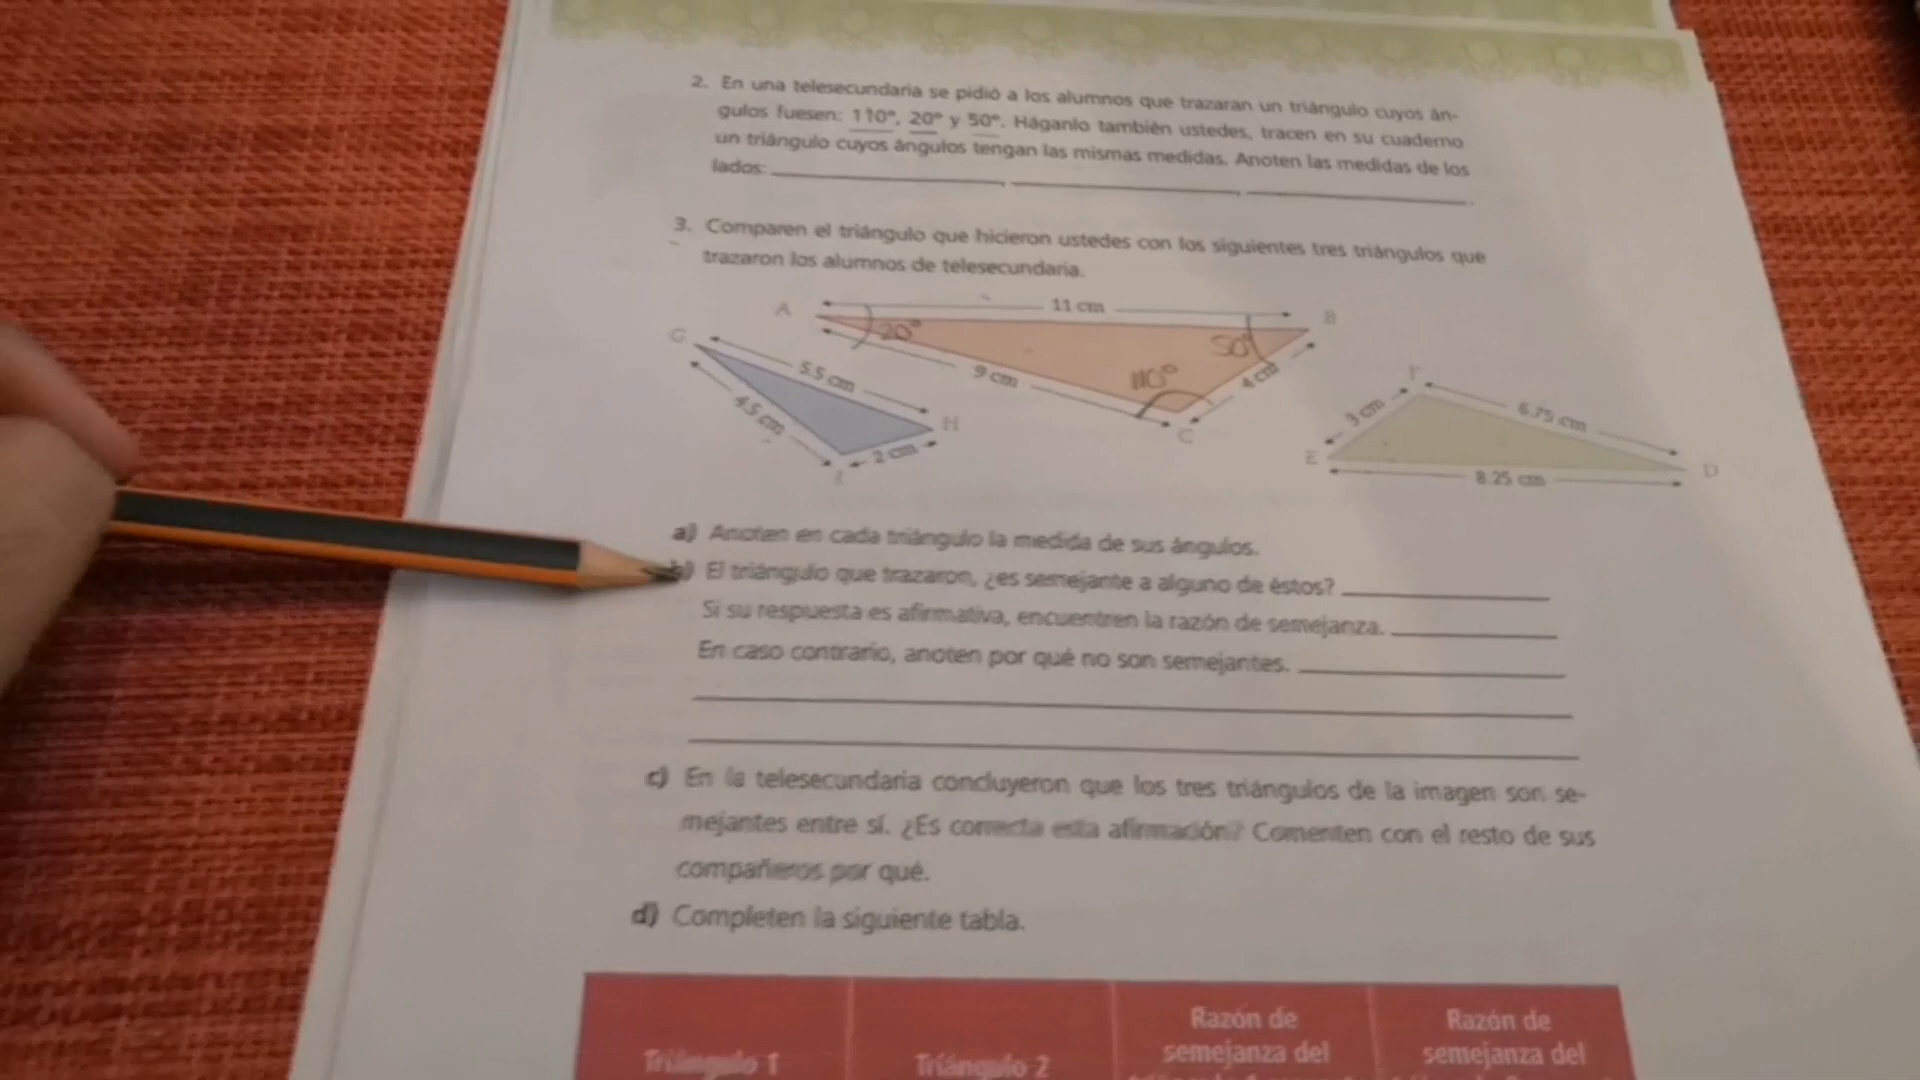 2. En una telesecundaria se pidió a los alumnos que trazaran un triángulo cuyos án-
gulos fuesen: 110°, 20° y 50°. Háganlo también ustedes, tracen en su cuaderno
un triángulo cuyos ángulos tengan las mismas medidas. Anoten las medidas de los
lados:
3. Comparen el triángulo que hicieron ustedes con los siguientes tres triángulos que
trazaron los alumnos de telesecundaria.
A 11 cm B
20° 50°
9 cm 110° 4 cm
C
G 5.5 cm H
4.5 cm 2 cm
I
F
3 cm 6.75 cm
E 8.25 cm D
a) Anoten en cada triángulo la medida de sus ángulos.
b) El triángulo que trazaron, ¿es semejante a alguno de éstos?
Si su respuesta es afirmativa, encuentren la razón de semejanza.
En caso contrario, anoten por qué no son semejantes.
c) En la telesecundaria concluyeron que los tres triángulos de la imagen son se-
mejantes entre sí. ¿Es correcta esta afirmación? Comenten con el resto de sus
compañeros por qué.
d) Completen la siguiente tabla.
Triángulo 1 Triángulo 2 Razón de Razón de
semejanza del semejanza del